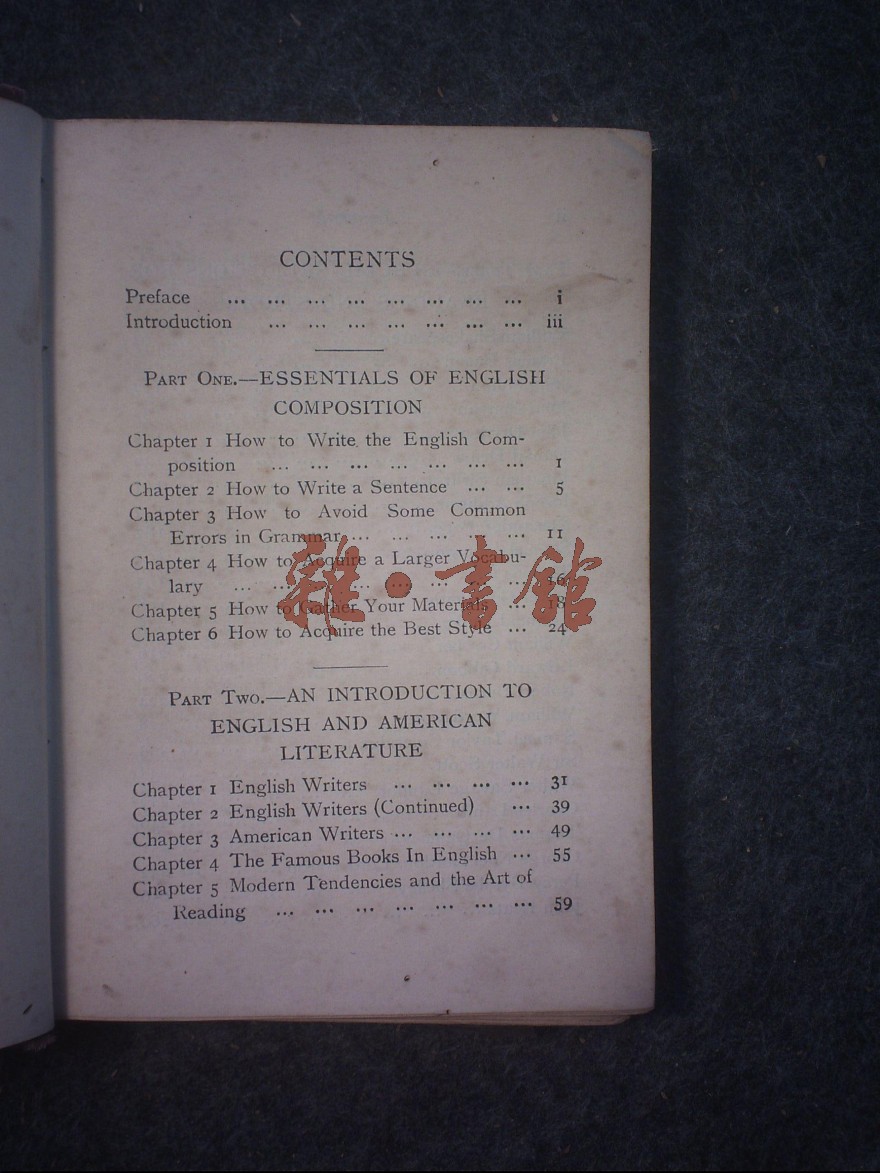 CONTENTS
Preface ... ... ... ... ... ... ... ... i
Introduction ... ... ... ... ... ... ... iii
PART ONE.—ESSENTIALS OF ENGLISH
COMPOSITION
Chapter 1 How to Write the English Com-
position ... ... ... ... ... ... ... 1
Chapter 2 How to Write a Sentence ... ... 5
Chapter 3 How to Avoid Some Common
Errors in Grammar ... ... ... ... ... 11
Chapter 4 How to Acquire a Larger Vocabu-
lary ... ... ... ... ... ... ... ... 16
Chapter 5 How to Gather Your Materials ... 18
Chapter 6 How to Acquire the Best Style ... 24
雜·書館
PART TWO.—AN INTRODUCTION TO
ENGLISH AND AMERICAN
LITERATURE
Chapter 1 English Writers ... ... ... ... 31
Chapter 2 English Writers (Continued) ... 39
Chapter 3 American Writers ... ... ... ... 49
Chapter 4 The Famous Books In English ... 55
Chapter 5 Modern Tendencies and the Art of
Reading ... ... ... ... ... ... ... 59